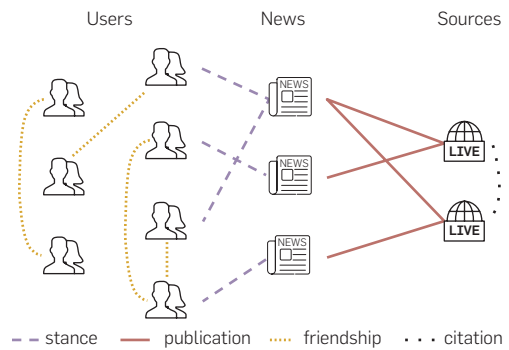 Users News Sources
NEWS
NEWS
LIVE
LIVE
NEWS
stance publication friendship citation